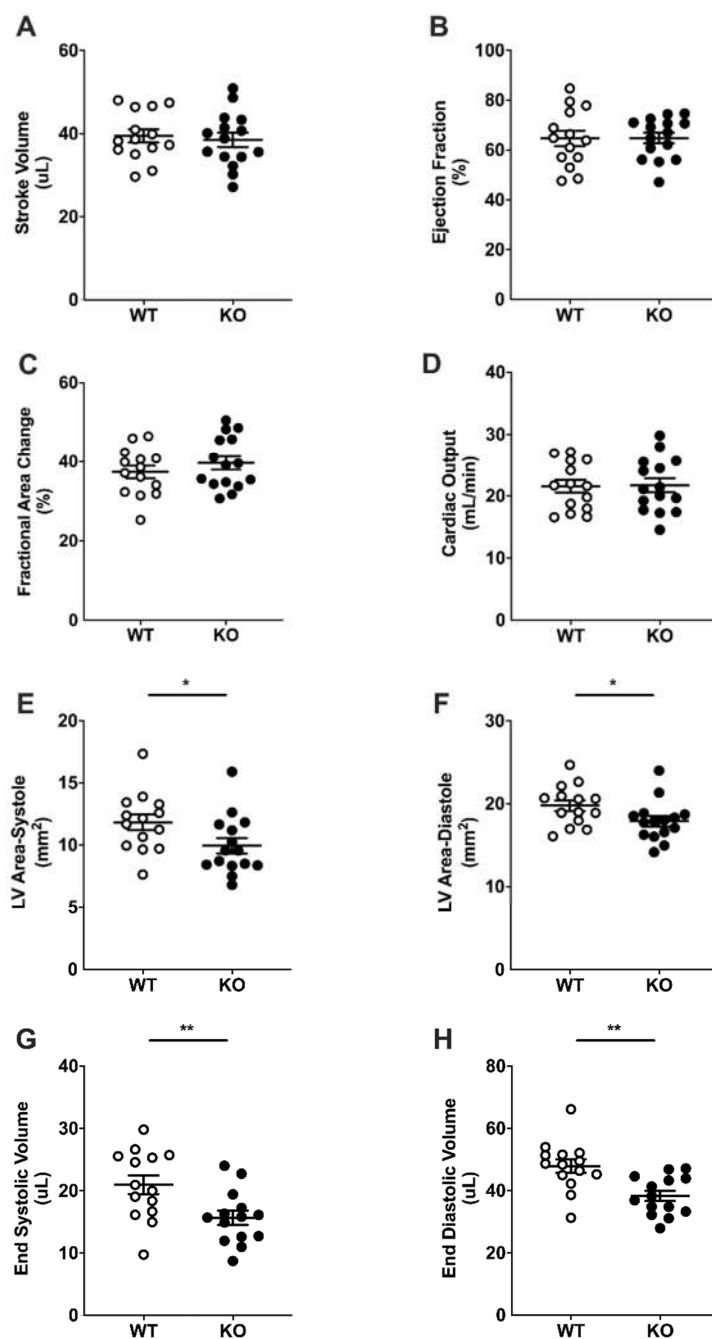 A
Stroke Volume
(uL)
60
40
20
0
WT
KO
B
Ejection Fraction
(%)
100
80
60
40
20
0
WT
KO
C
Fractional Area Change
(%)
60
40
20
0
WT
KO
D
Cardiac Output
(mL/min)
40
30
20
10
0
WT
KO
E
*
LV Area-Systole
(mm²)
20
15
10
5
0
WT
KO
F
*
LV Area-Diastole
(mm²)
30
20
10
0
WT
KO
G
**
End Systolic Volume
(uL)
40
30
20
10
0
WT
KO
H
**
End Diastolic Volume
(uL)
80
60
40
20
0
WT
KO